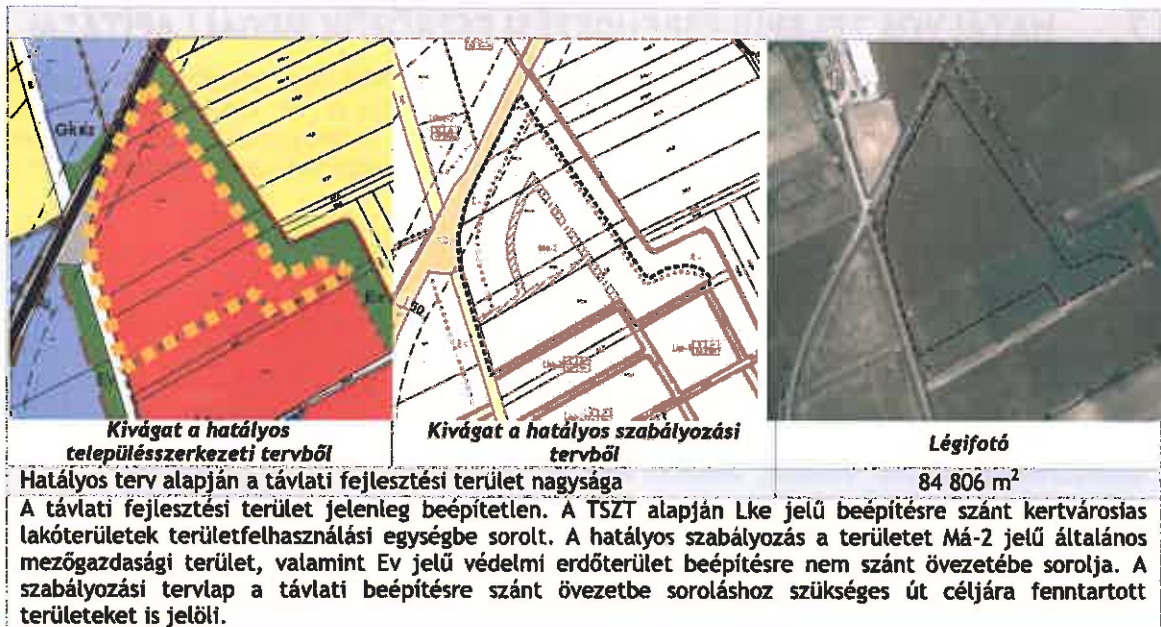 Gksz
Ev
50
Kivágat a hatályos
településszerkezeti tervből
Kivágat a hatályos szabályozási
tervből
Légifotó
Hatályos terv alapján a távlati fejlesztési terület nagysága
84 806 m²
A távlati fejlesztési terület jelenleg beépítetlen. A TSZT alapján Lke jelű beépítésre szánt kertvárosias
lakóterületek területfelhasználási egységbe sorolt. A hatályos szabályozás a területet Má-2 jelű általános
mezőgazdasági terület, valamint Ev jelű védelmi erdőterület beépítésre nem szánt övezetébe sorolja. A
szabályozási tervlap a távlati beépítésre szánt övezetbe soroláshoz szükséges út céljára fenntartott
területeket is jelöli.